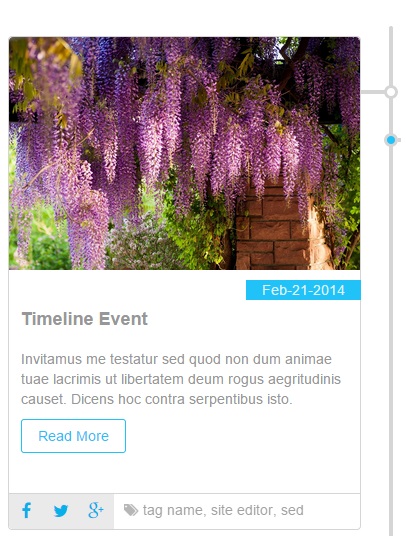 Feb-21-2014
Timeline Event
Invitamus me testatur sed quod non dum animae
tuae lacrimis ut libertatem deum rogus aegritudinis
causet. Dicens hoc contra serpentibus isto.
Read More
tag name, site editor, sed